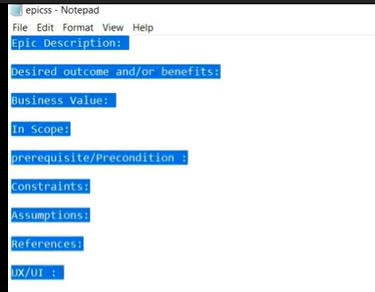 epicss - Notepad
File Edit Format View Help
Epic Description:
Desired outcome and/or benefits:
Business Value:
In Scope:
prerequisite/Precondition :
Constraints:
Assumptions:
References:
UX/UI :